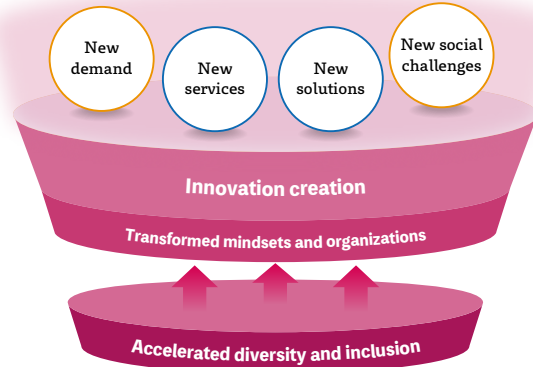 New
demand
New
services
New
solutions
New social
challenges
Innovation creation
Transformed mindsets and organizations
Accelerated diversity and inclusion